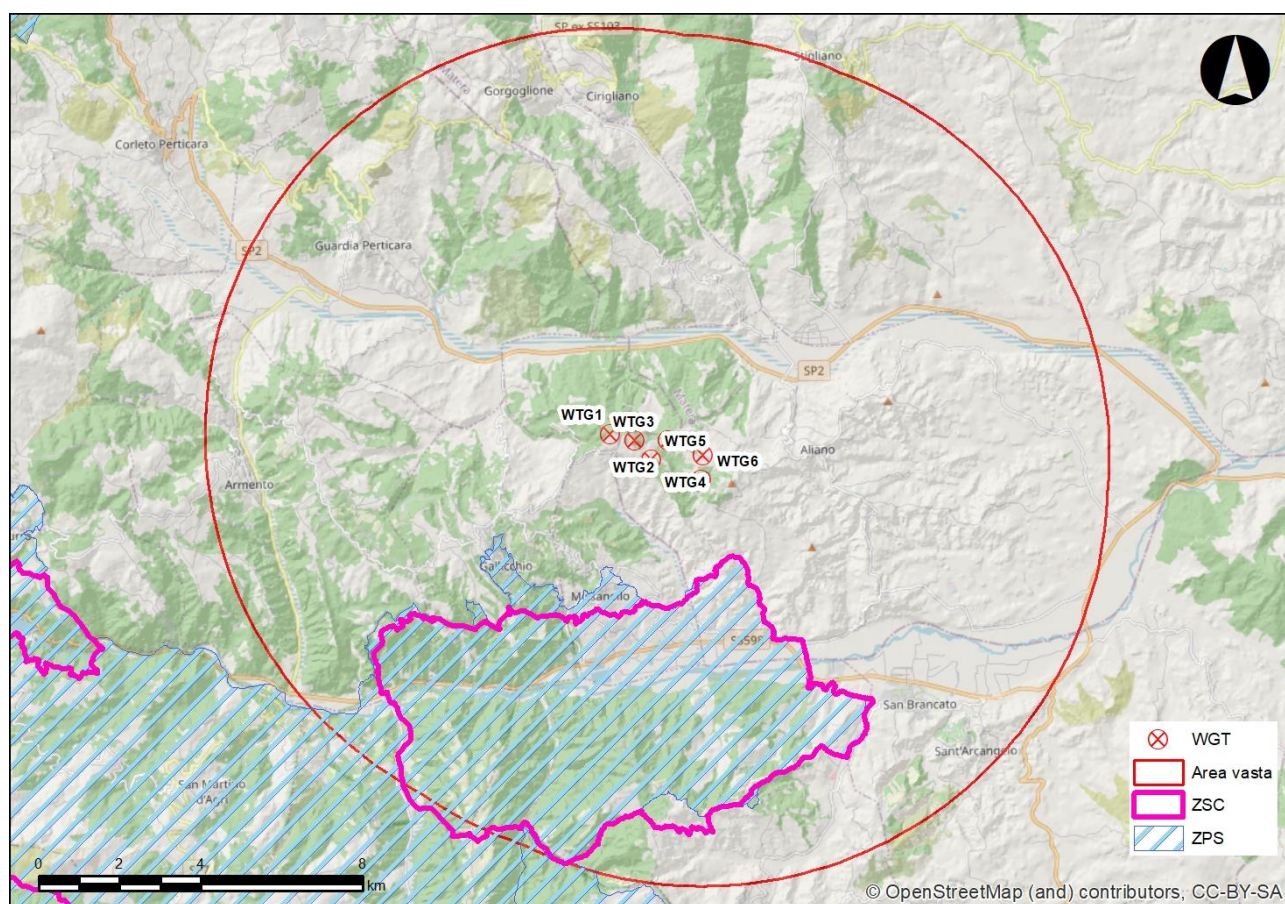 SP ex SS103
Stigliano
Matera
Gorgoglione
Cirigliano
Corleto Perticara
Guardia Perticara
SP2
SP2
Matera
WTG1
WTG3
WTG5
WTG2
WTG6
WTG4
Aliano
Armento
Gallicchio
San Brancato
Sant'Arcangelo
San Martino
d'Agri
WGT
Area vasta
ZSC
ZPS
0 2 4 8
km
© OpenStreetMap (and) contributors, CC-BY-SA